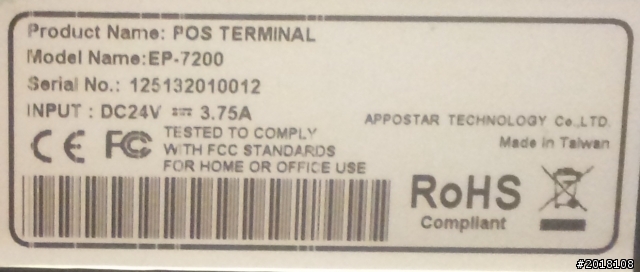 Product Name: POS TERMINAL
Model Name:EP-7200
Serial No.: 125132010012
INPUT : DC24V ⎓ 3.75A
APPOSTAR TECHNOLOGY Co.,LTD.
Made in Taiwan
CE FC TESTED TO COMPLY
WITH FCC STANDARDS
FOR HOME OR OFFICE USE
RoHS
Compliant
#2018108